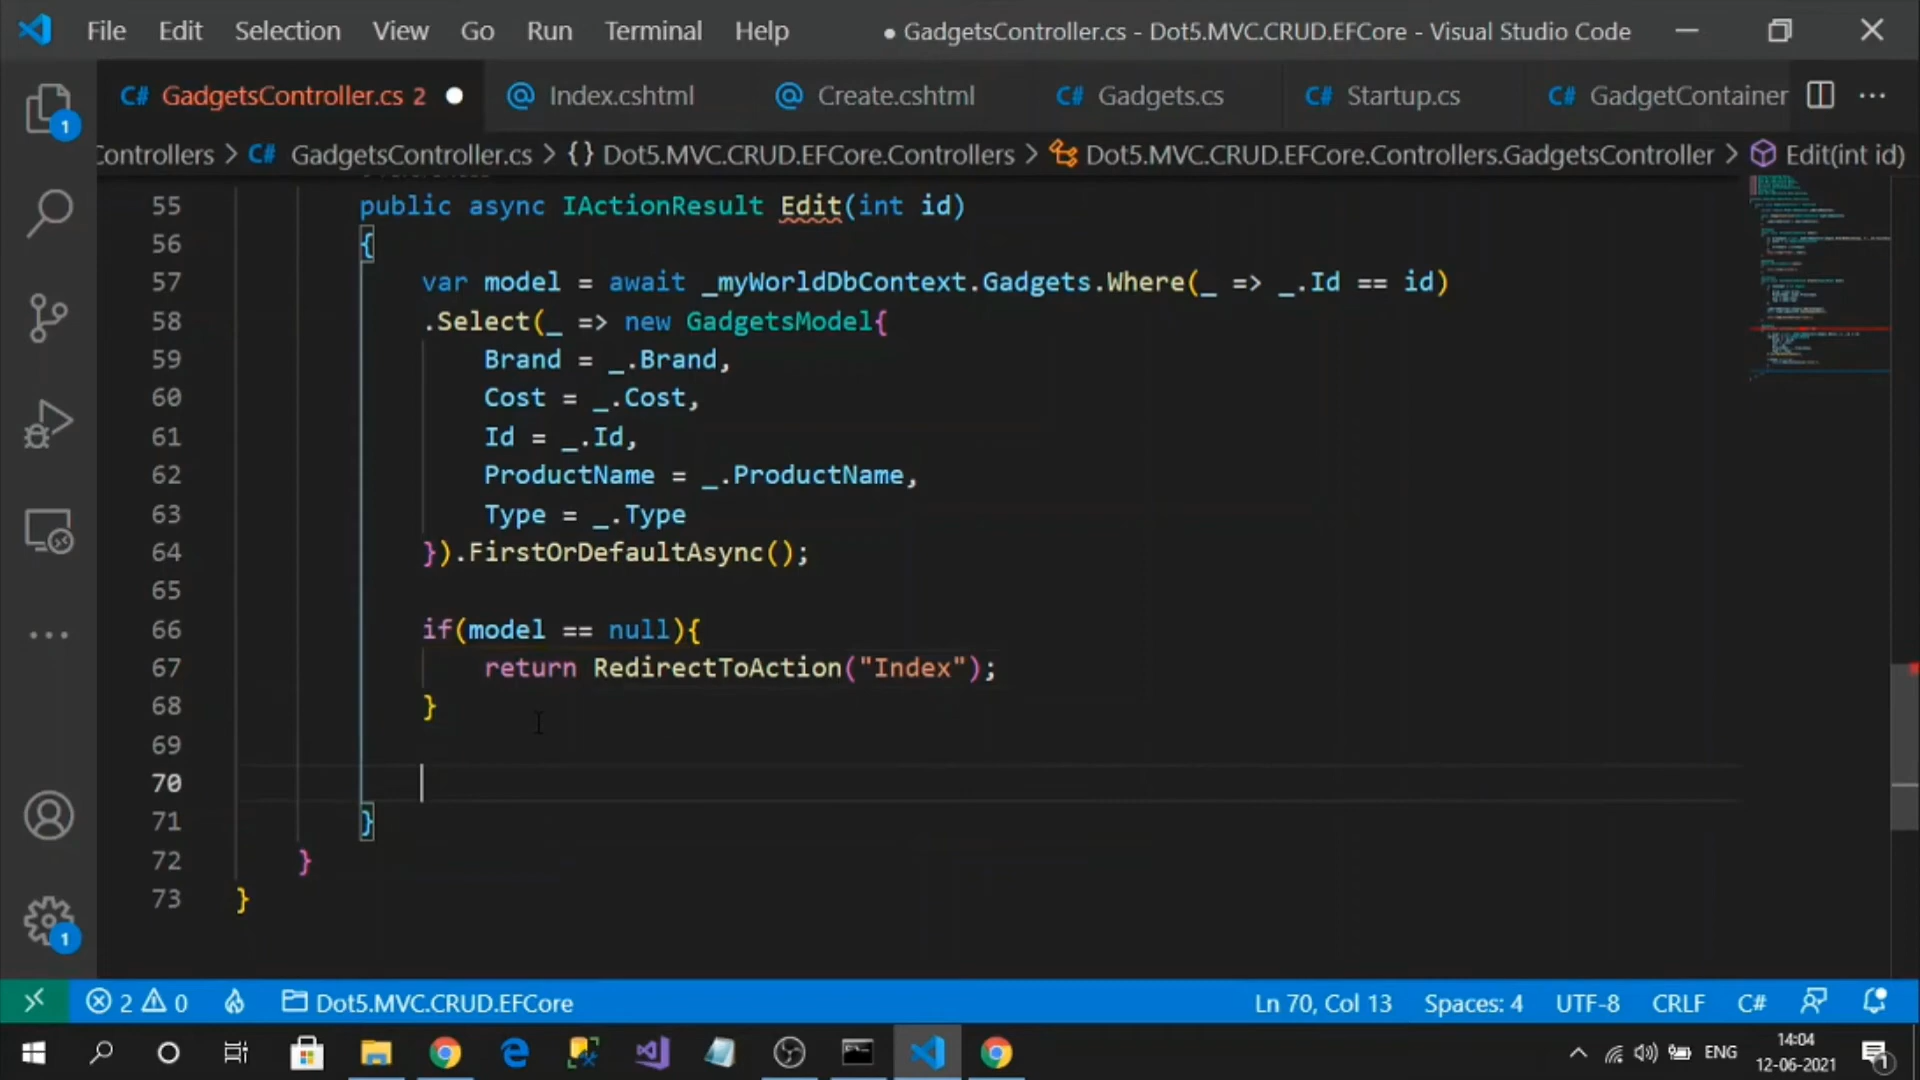 File Edit Selection View Go Run Terminal Help ● GadgetsController.cs - Dot5.MVC.CRUD.EFCore - Visual Studio Code
C# GadgetsController.cs 2 ● @ Index.cshtml @ Create.cshtml C# Gadgets.cs C# Startup.cs C# GadgetContainer ...
Controllers > C# GadgetsController.cs > {} Dot5.MVC.CRUD.EFCore.Controllers > Dot5.MVC.CRUD.EFCore.Controllers.GadgetsController > Edit(int id)
55 public async IActionResult Edit(int id)
56 {
57 var model = await _myWorldDbContext.Gadgets.Where(_ => _.Id == id)
58 .Select(_ => new GadgetsModel{
59 Brand = _.Brand,
60 Cost = _.Cost,
61 Id = _.Id,
62 ProductName = _.ProductName,
63 Type = _.Type
64 }).FirstOrDefaultAsync();
65
66 if(model == null){
67 return RedirectToAction("Index");
68 }
69
70
71 }
72 }
73 }
1
1
2 0 Dot5.MVC.CRUD.EFCore Ln 70, Col 13 Spaces: 4 UTF-8 CRLF C#
ENG 14:04
12-06-2021 1